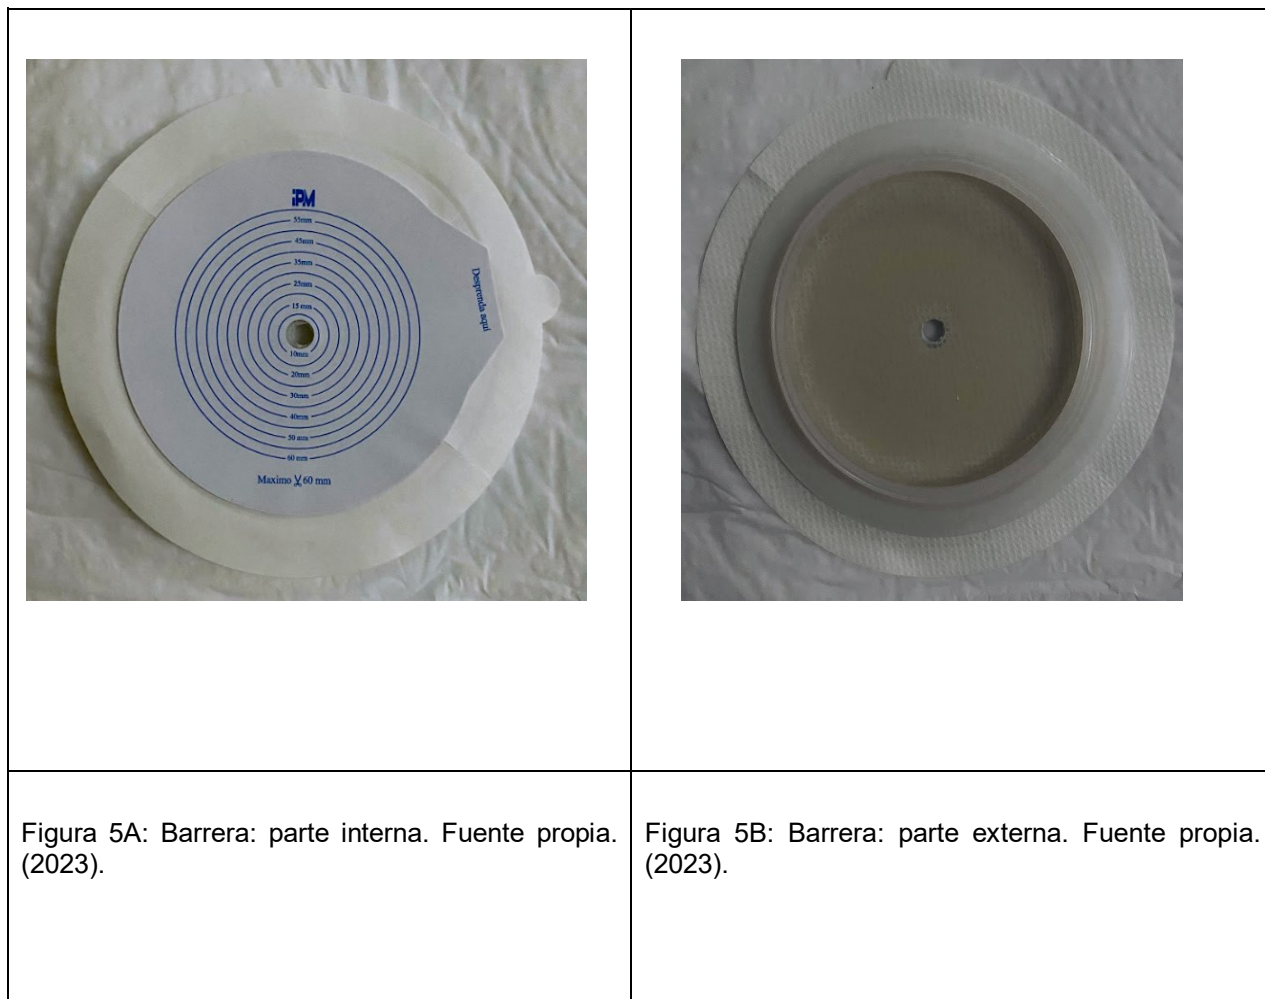 iPM
55mm
45mm
35mm
25mm
15 mm
10mm
20mm
30mm
40mm
50 mm
60 mm
Maximo 60 mm
Desprenda aquí
Figura 5A: Barrera: parte interna. Fuente propia.
(2023).
Figura 5B: Barrera: parte externa. Fuente propia.
(2023).